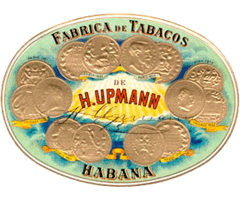 FABRICA DE TABACOS
DE
H. UPMANN
HABANA